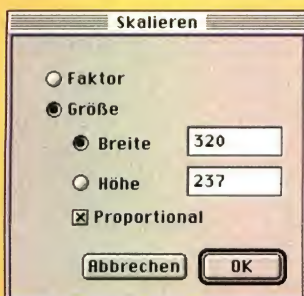 Skalieren
Faktor
Größe
Breite 320
Höhe 237
Proportional
Abbrechen OK